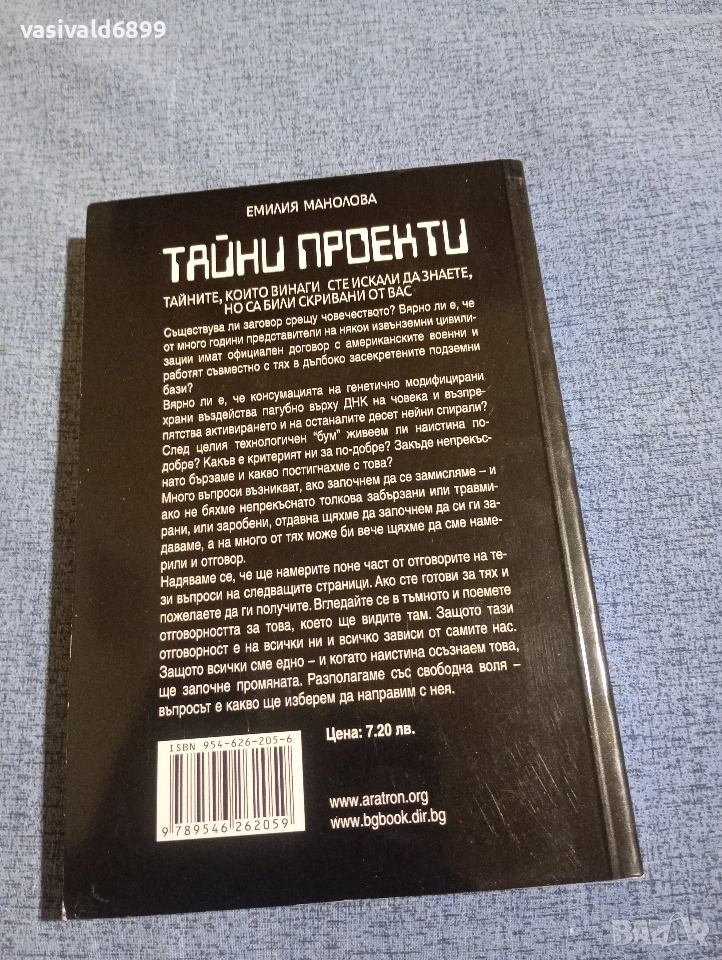 vasivald6899
ЕМИЛИЯ МАНОЛОВА
ТАЙНИ ПРОЕКТИ
ТАЙНИТЕ, КОИТО ВИНАГИ СТЕ ИСКАЛИ ДА ЗНАЕТЕ,
НО СА БИЛИ СКРИВАНИ ОТ ВАС
Съществува ли заговор срещу човечеството? Вярно ли е, че
от много години представители на някои извънземни цивили-
зации имат официален договор с американските военни и
работят съвместно с тях в дълбоко засекретените подземни
бази?
Вярно ли е, че консумацията на генетично модифицирани
храни въздейства пагубно върху ДНК на човека и възпре-
пятства активирането и на останалите десет нейни спирали?
След целия технологичен "бум" живеем ли наистина по-
добре? Какъв е критерият ни за по-добре? Закъде непрекъс-
нато бързаме и какво постигнахме с това?
Много въпроси възникват, ако започнем да се замисляме – и
ако не бяхме непрекъснато толкова забързани или травми-
рани, или заробени, отдавна щяхме да започнем да си ги за-
даваме, а на много от тях може би вече щяхме да сме наме-
рили и отговор.
Надяваме се, че ще намерите поне част от отговорите на те-
зи въпроси на следващите страници. Ако сте готови за тях и
пожелаете да ги получите. Вгледайте се в тъмното и поемете
отговорността за това, което ще видите там. Защото тази
отговорност е на всички ни и всичко зависи от самите нас.
Защото всички сме едно – и когато наистина осъзнаем това,
ще започне промяната. Разполагаме със свободна воля –
въпросът е какво ще изберем да направим с нея.
ISBN 954-626-205-6
Цена: 7.20 лв.
9 789546 262059
www.aratron.org
www.bgbook.dir.bg
BAZAR